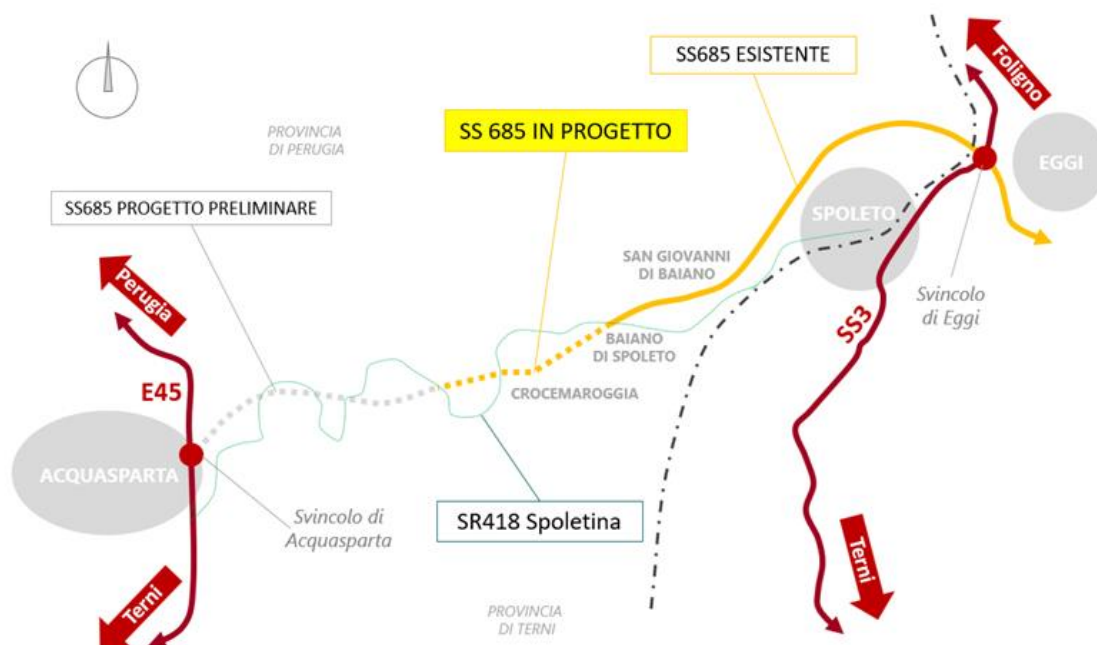 Foligno
SS685 ESISTENTE
SS 685 IN PROGETTO
PROVINCIA
DI PERUGIA
EGGI
SS685 PROGETTO PRELIMINARE
SPOLETO
SAN GIOVANNI
DI BAIANO
Perugia
Svincolo
di Eggi
SS3
BAIANO
DI SPOLETO
E45
CROCEMAROGGIA
ACQUASPARTA
SR418 Spoletina
Svincolo di
Acquasparta
Terni
Terni
PROVINCIA
DI TERNI